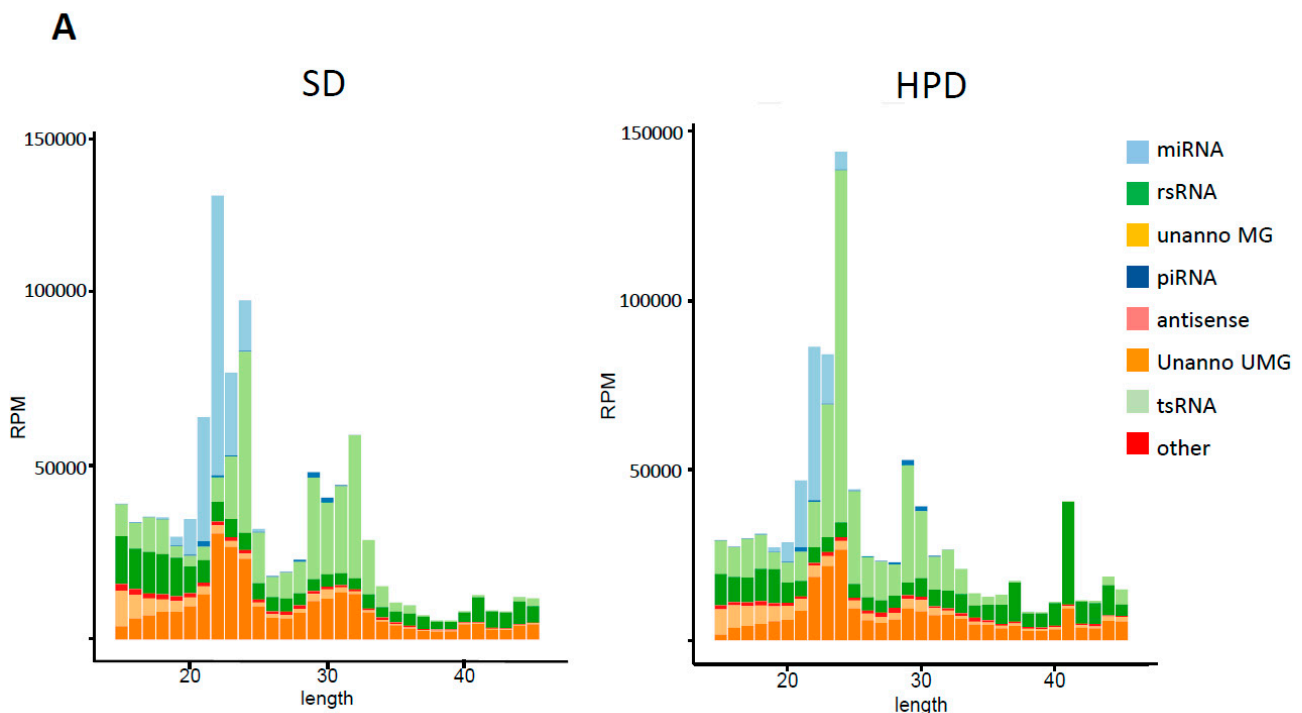 A
SD
150000
100000
50000
RPM
20
30
40
length
HPD
150000
100000
50000
RPM
20
30
40
length
miRNA
rsRNA
unanno MG
piRNA
antisense
Unanno UMG
tsRNA
other